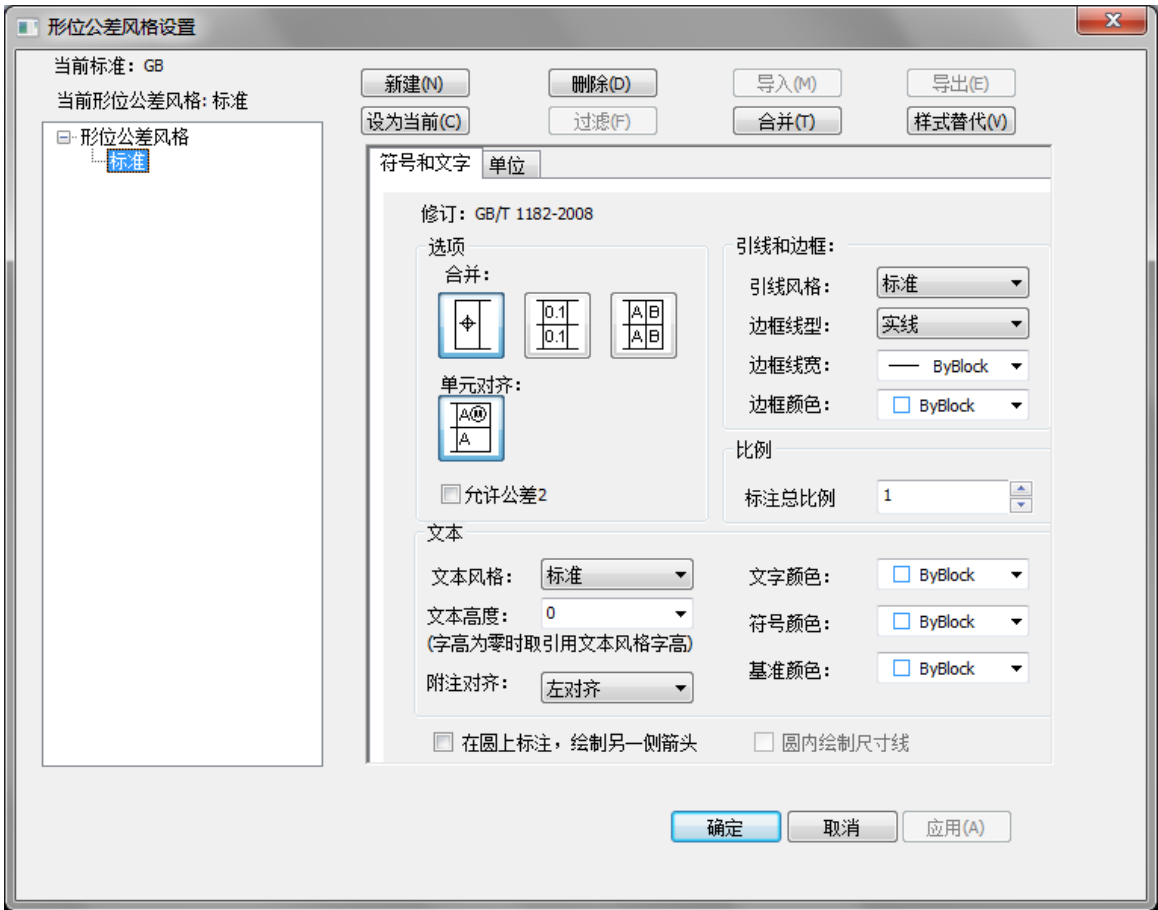 形位公差风格设置
当前标准：GB
当前形位公差风格: 标准
形位公差风格
标准
新建(N) 删除(D) 导入(M) 导出(E)
设为当前(C) 过滤(F) 合并(T) 样式替代(V)
符号和文字 单位
修订：GB/T 1182-2008
选项
合并：
0.1 A B
0.1 A B
单元对齐：
AⓂ
A
允许公差2
引线和边框：
引线风格： 标准
边框线型： 实线
边框线宽： ByBlock
边框颜色： ByBlock
比例
标注总比例 1
文本
文本风格： 标准
文本高度： 0
(字高为零时取引用文本风格字高)
附注对齐： 左对齐
文字颜色： ByBlock
符号颜色： ByBlock
基准颜色： ByBlock
在圆上标注，绘制另一侧箭头 圆内绘制尺寸线
确定 取消 应用(A)